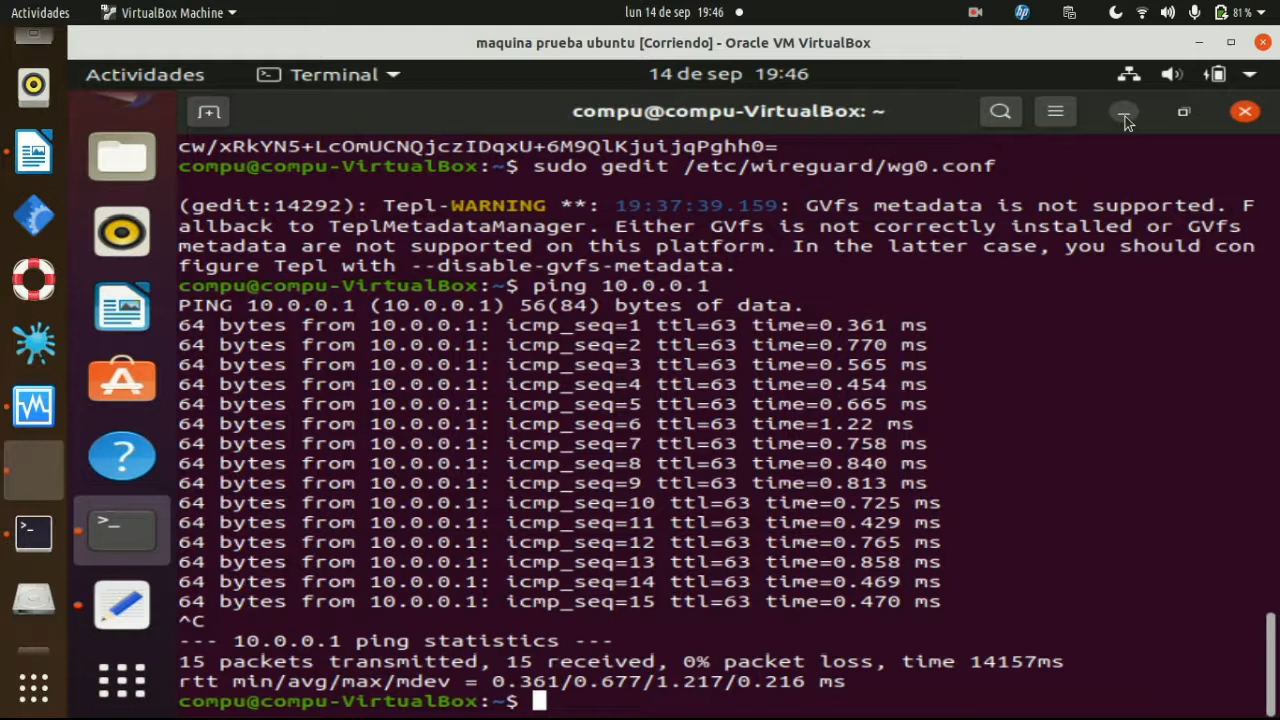 Actividades VirtualBox Machine lun 14 de sep 19:46 81%
maquina prueba ubuntu [Corriendo] - Oracle VM VirtualBox
Actividades Terminal 14 de sep 19:46
compu@compu-VirtualBox: ~
cw/xRkYN5+LcOmUCNQjczIDqxU+6M9QlKjuijqPghh0=
compu@compu-VirtualBox:~$ sudo gedit /etc/wireguard/wg0.conf
(gedit:14292): Tepl-WARNING **: 19:37:39.159: GVfs metadata is not supported. F
allback to TeplMetadataManager. Either GVfs is not correctly installed or GVfs
metadata are not supported on this platform. In the latter case, you should con
figure Tepl with --disable-gvfs-metadata.
compu@compu-VirtualBox:~$ ping 10.0.0.1
PING 10.0.0.1 (10.0.0.1) 56(84) bytes of data.
64 bytes from 10.0.0.1: icmp_seq=1 ttl=63 time=0.361 ms
64 bytes from 10.0.0.1: icmp_seq=2 ttl=63 time=0.770 ms
64 bytes from 10.0.0.1: icmp_seq=3 ttl=63 time=0.565 ms
64 bytes from 10.0.0.1: icmp_seq=4 ttl=63 time=0.454 ms
64 bytes from 10.0.0.1: icmp_seq=5 ttl=63 time=0.665 ms
64 bytes from 10.0.0.1: icmp_seq=6 ttl=63 time=1.22 ms
64 bytes from 10.0.0.1: icmp_seq=7 ttl=63 time=0.758 ms
64 bytes from 10.0.0.1: icmp_seq=8 ttl=63 time=0.840 ms
64 bytes from 10.0.0.1: icmp_seq=9 ttl=63 time=0.813 ms
64 bytes from 10.0.0.1: icmp_seq=10 ttl=63 time=0.725 ms
64 bytes from 10.0.0.1: icmp_seq=11 ttl=63 time=0.429 ms
64 bytes from 10.0.0.1: icmp_seq=12 ttl=63 time=0.765 ms
64 bytes from 10.0.0.1: icmp_seq=13 ttl=63 time=0.858 ms
64 bytes from 10.0.0.1: icmp_seq=14 ttl=63 time=0.469 ms
64 bytes from 10.0.0.1: icmp_seq=15 ttl=63 time=0.470 ms
^C
--- 10.0.0.1 ping statistics ---
15 packets transmitted, 15 received, 0% packet loss, time 14157ms
rtt min/avg/max/mdev = 0.361/0.677/1.217/0.216 ms
compu@compu-VirtualBox:~$